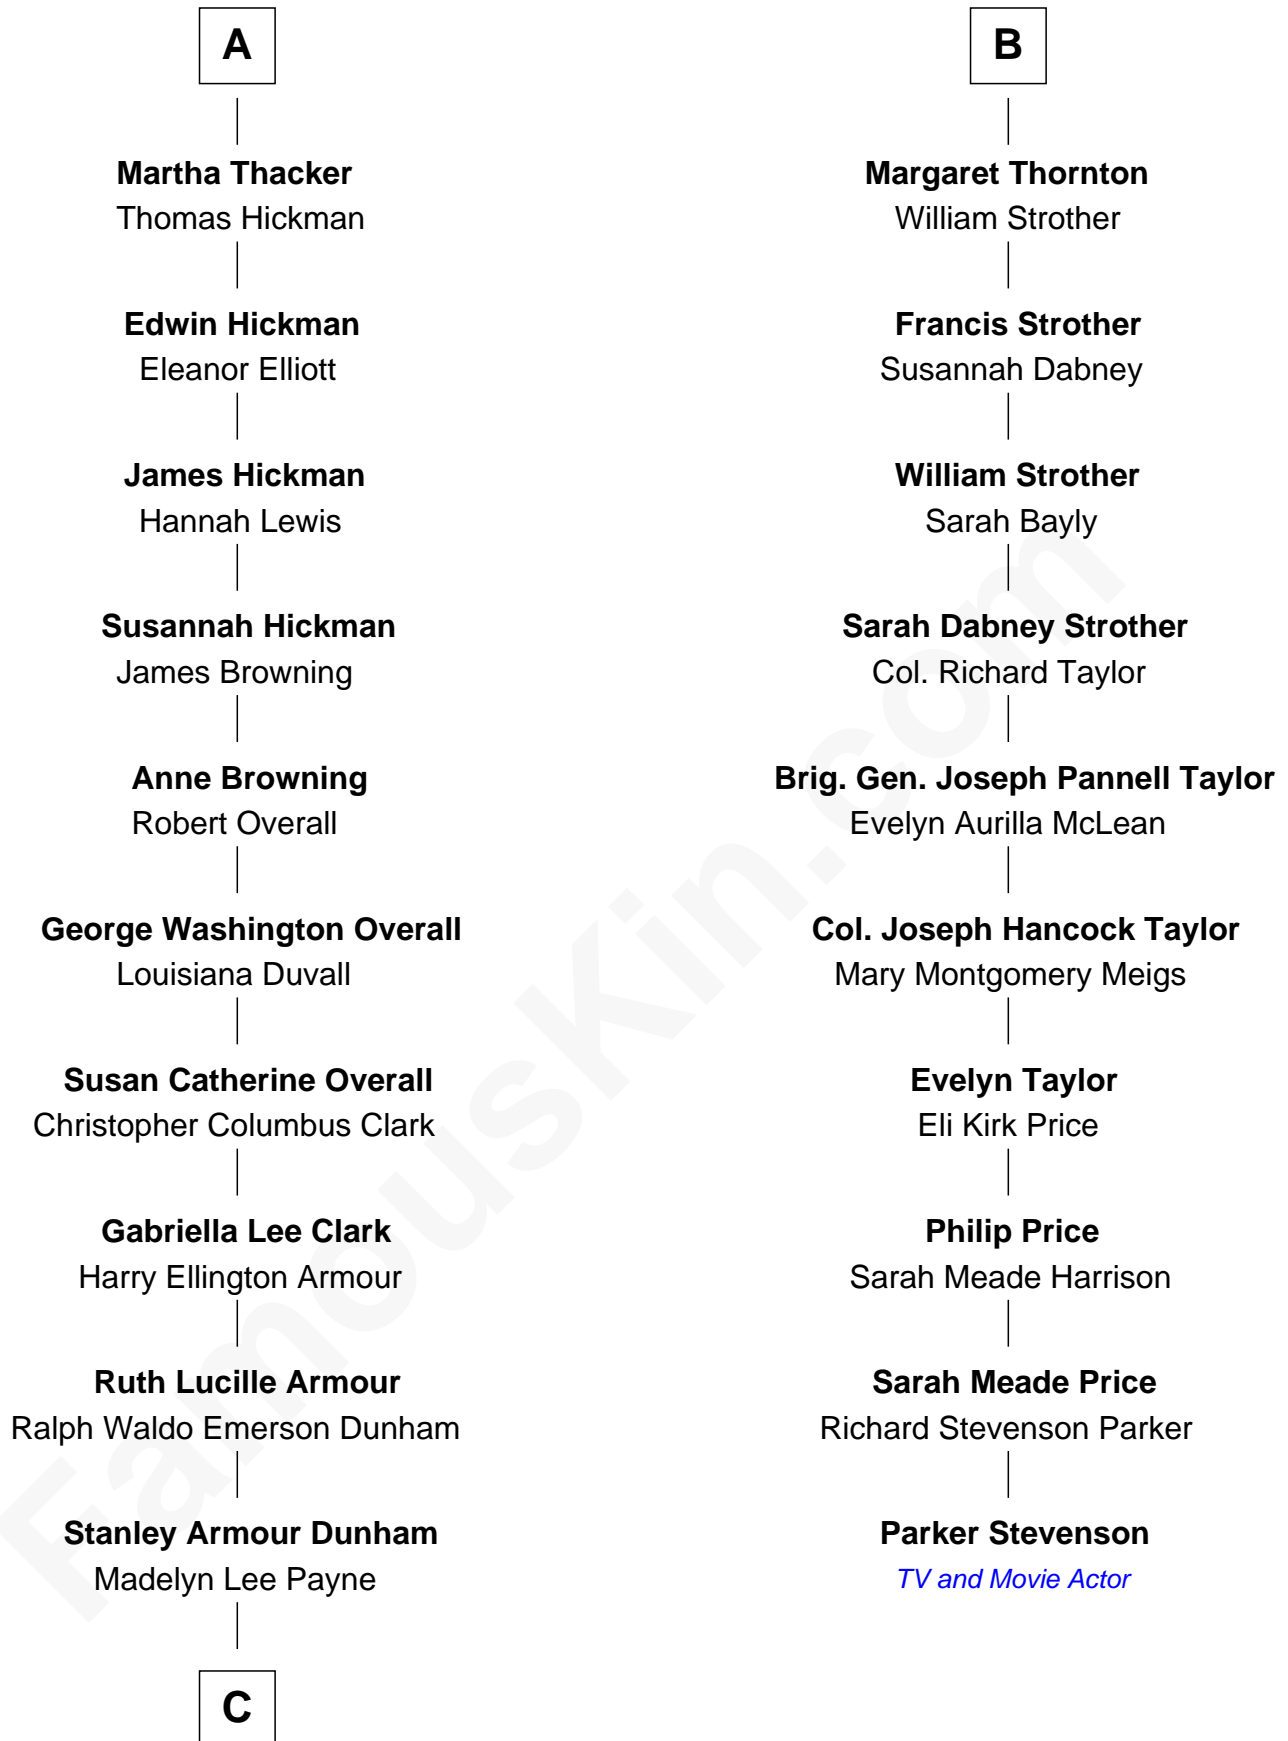 A
Martha Thacker
Thomas Hickman
Edwin Hickman
Eleanor Elliott
James Hickman
Hannah Lewis
Susannah Hickman
James Browning
Anne Browning
Robert Overall
George Washington Overall
Louisiana Duvall
Susan Catherine Overall
Christopher Columbus Clark
Gabriella Lee Clark
Harry Ellington Armour
Ruth Lucille Armour
Ralph Waldo Emerson Dunham
Stanley Armour Dunham
Madelyn Lee Payne
C
B
Margaret Thornton
William Strother
Francis Strother
Susannah Dabney
William Strother
Sarah Bayly
Sarah Dabney Strother
Col. Richard Taylor
Brig. Gen. Joseph Pannell Taylor
Evelyn Aurilla McLean
Col. Joseph Hancock Taylor
Mary Montgomery Meigs
Evelyn Taylor
Eli Kirk Price
Philip Price
Sarah Meade Harrison
Sarah Meade Price
Richard Stevenson Parker
Parker Stevenson
TV and Movie Actor
FamousKin.com